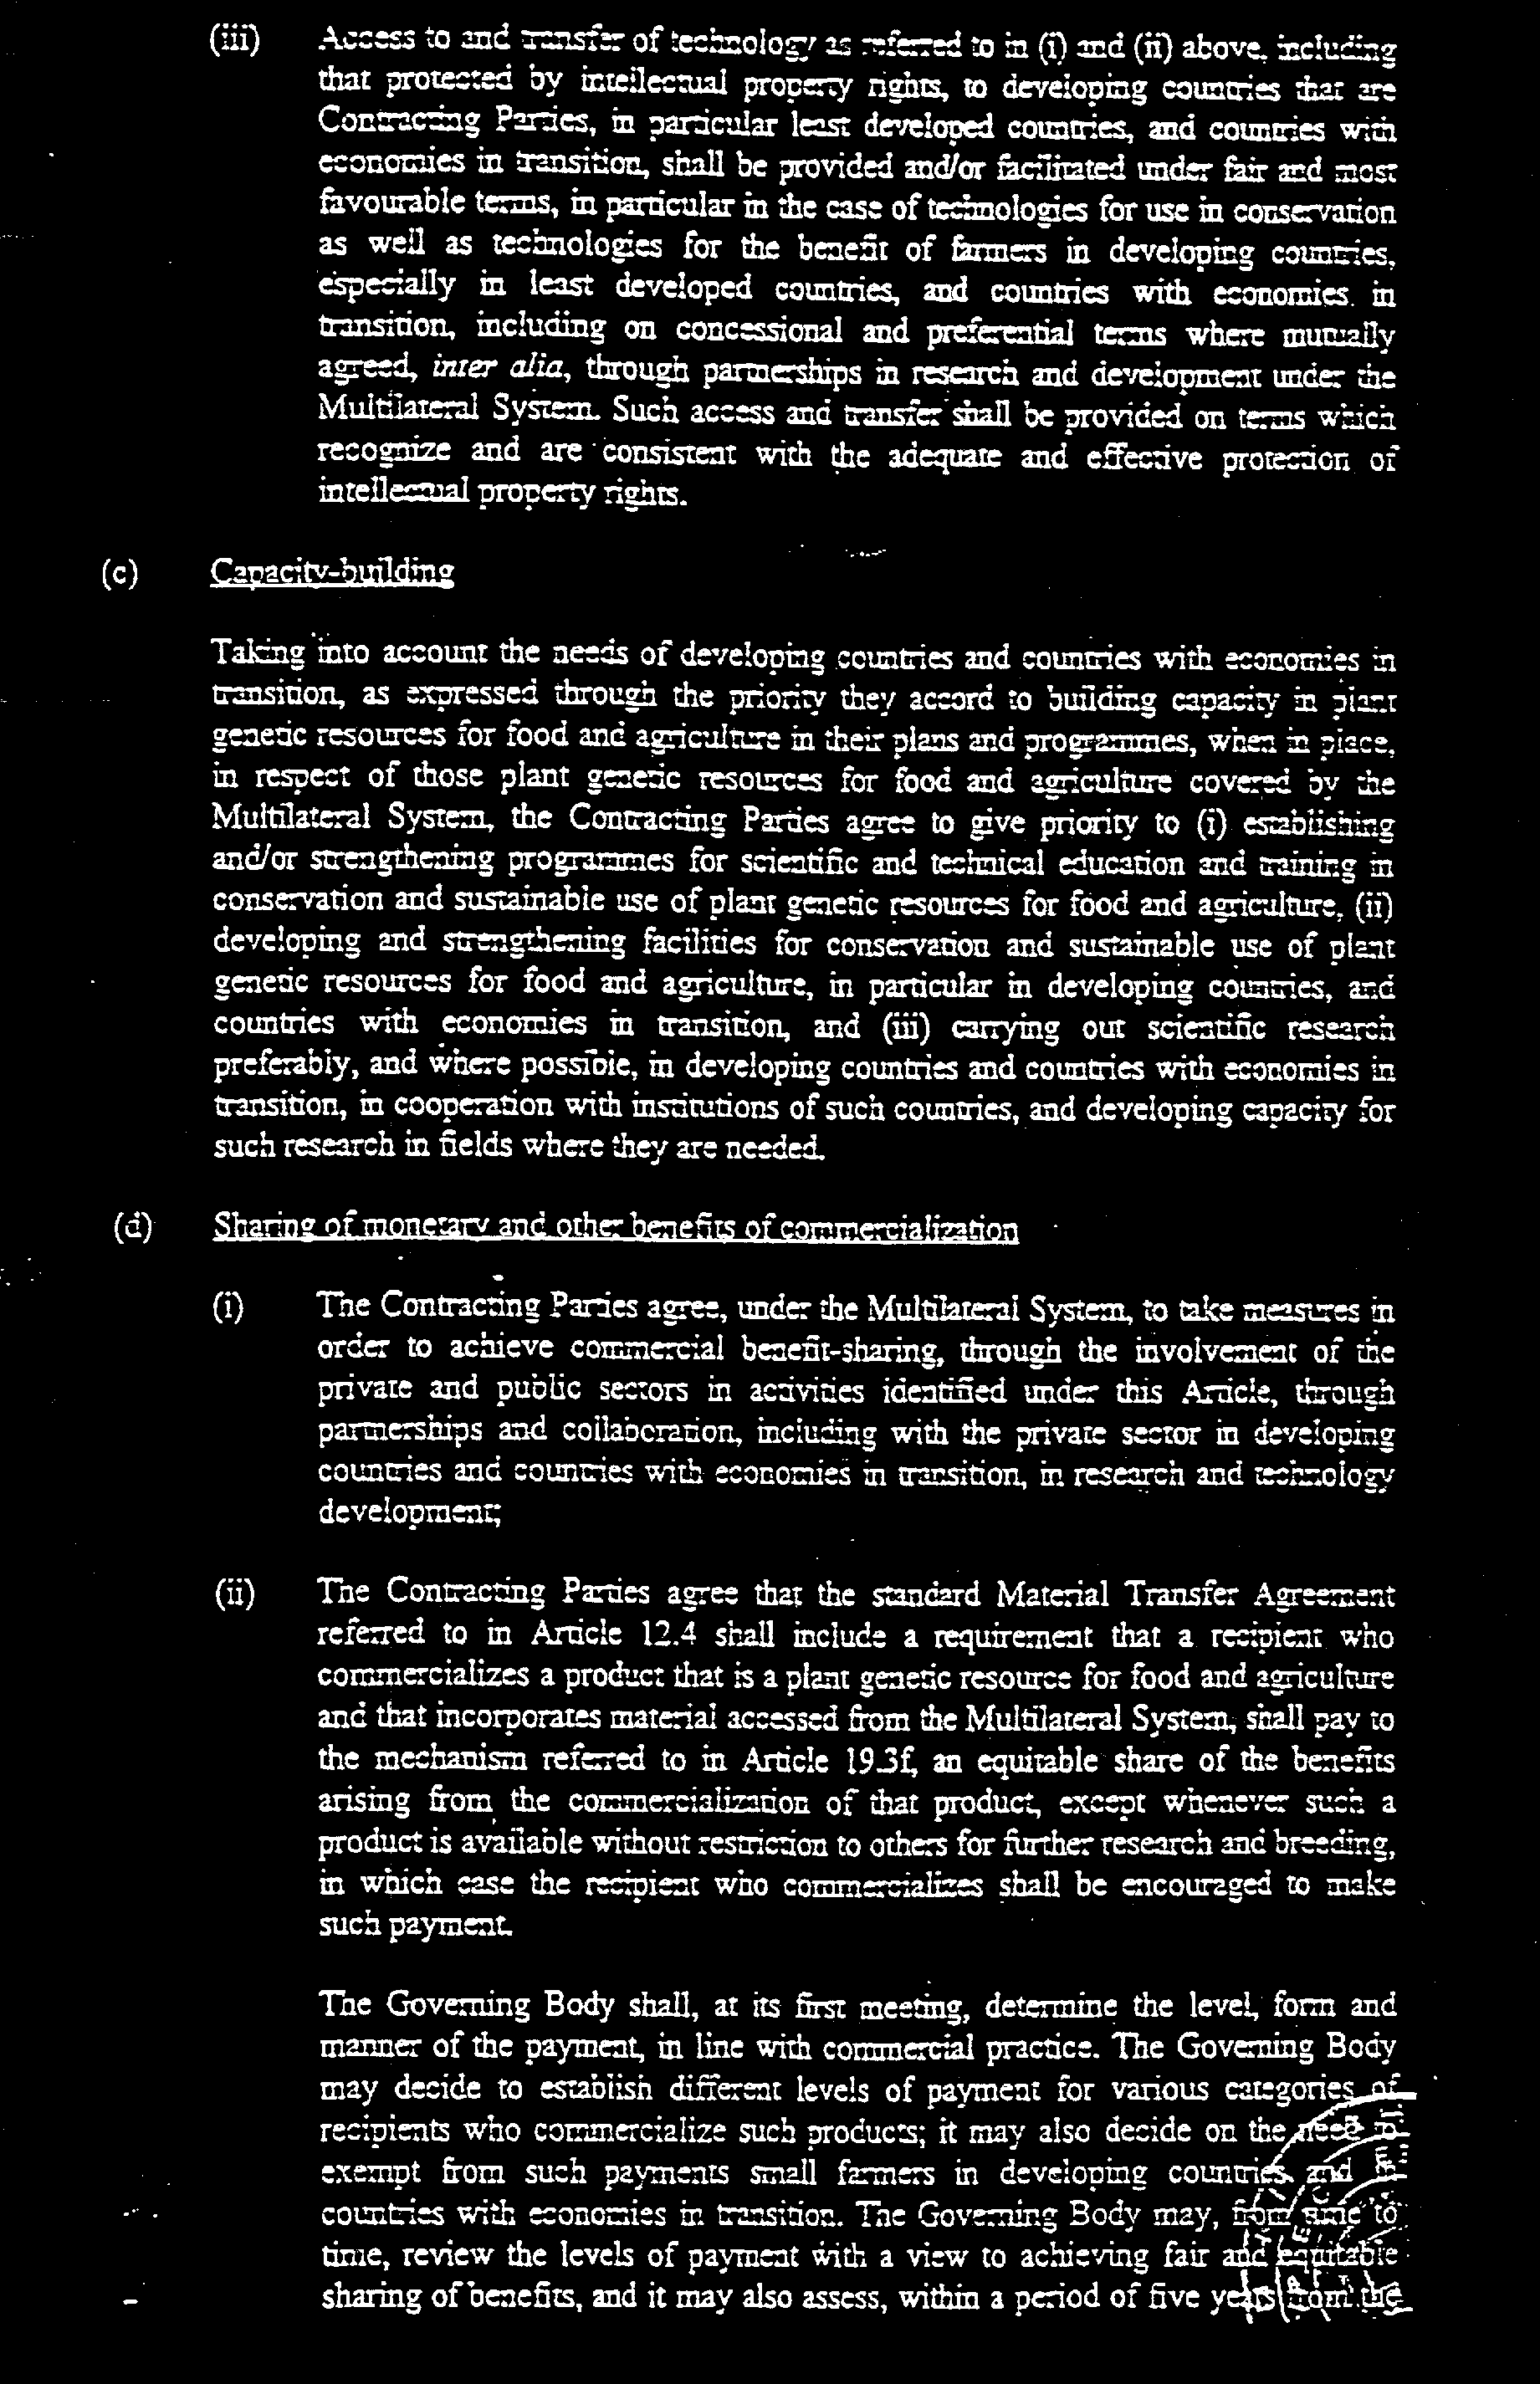 (iii) Access to and transfer of technology as referred to in (i) and (ii) above, including
that protected by intellectual property rights, to developing countries that are
Contracting Parties, in particular least developed countries, and countries with
economies in transition, shall be provided and/or facilitated under fair and most
favourable terms, in particular in the case of technologies for use in conservation
as well as technologies for the benefit of farmers in developing countries,
especially in least developed countries, and countries with economies in
transition, including on concessional and preferential terms where mutually
agreed, inter alia, through partnerships in research and development under the
Multilateral System. Such access and transfer shall be provided on terms which
recognize and are consistent with the adequate and effective protection of
intellectual property rights.
(c) Capacity-building
Taking into account the needs of developing countries and countries with economies in
transition, as expressed through the priority they accord to building capacity in plant
genetic resources for food and agriculture in their plans and programmes, when in place,
in respect of those plant genetic resources for food and agriculture covered by the
Multilateral System, the Contracting Parties agree to give priority to (i) establishing
and/or strengthening programmes for scientific and technical education and training in
conservation and sustainable use of plant genetic resources for food and agriculture, (ii)
developing and strengthening facilities for conservation and sustainable use of plant
genetic resources for food and agriculture, in particular in developing countries, and
countries with economies in transition, and (iii) carrying out scientific research
preferably, and where possible, in developing countries and countries with economies in
transition, in cooperation with institutions of such countries, and developing capacity for
such research in fields where they are needed.
(d) Sharing of monetary and other benefits of commercialization
(i) The Contracting Parties agree, under the Multilateral System, to take measures in
order to achieve commercial benefit-sharing, through the involvement of the
private and public sectors in activities identified under this Article, through
partnerships and collaboration, including with the private sector in developing
countries and countries with economies in transition, in research and technology
development;
(ii) The Contracting Parties agree that the standard Material Transfer Agreement
referred to in Article 12.4 shall include a requirement that a recipient who
commercializes a product that is a plant genetic resource for food and agriculture
and that incorporates material accessed from the Multilateral System, shall pay to
the mechanism referred to in Article 19.3f, an equitable share of the benefits
arising from the commercialization of that product, except whenever such a
product is available without restriction to others for further research and breeding,
in which case the recipient who commercializes shall be encouraged to make
such payment.
The Governing Body shall, at its first meeting, determine the level, form and
manner of the payment, in line with commercial practice. The Governing Body
may decide to establish different levels of payment for various categories of
recipients who commercialize such products; it may also decide on the need to
exempt from such payments small farmers in developing countries and in
countries with economies in transition. The Governing Body may, from time to
time, review the levels of payment with a view to achieving fair and equitable
sharing of benefits, and it may also assess, within a period of five years from the